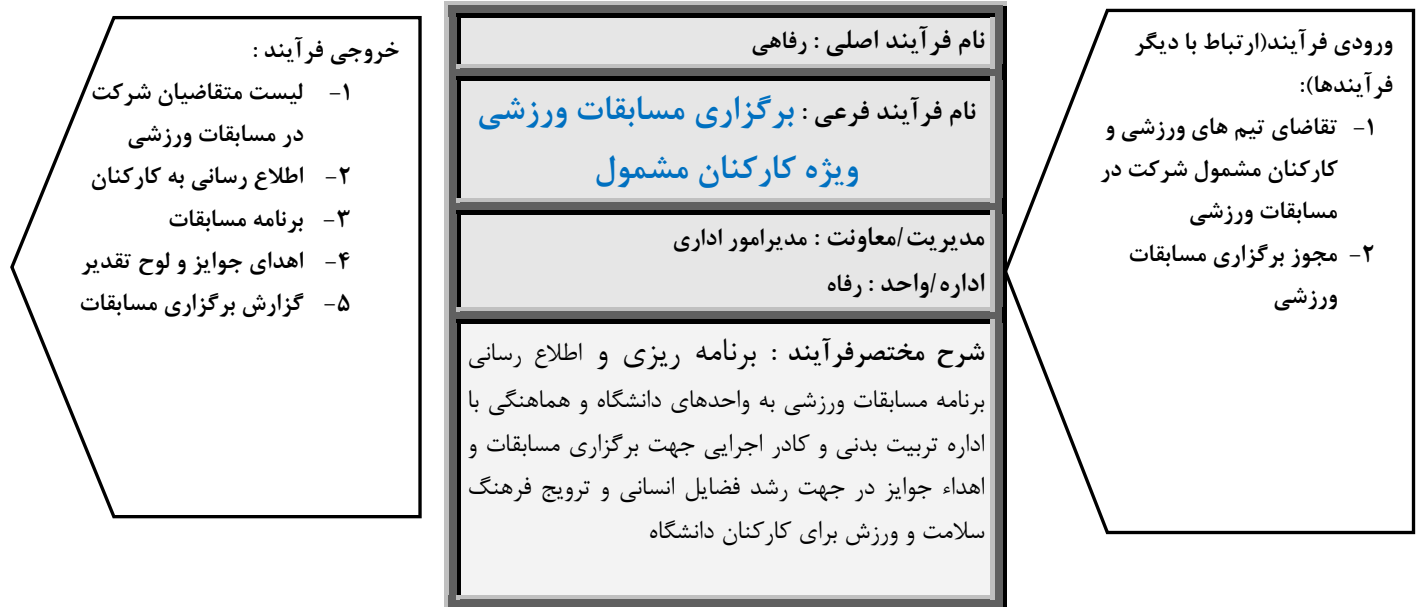 ورودی فرآیند(ارتباط با دیگر
فرآیندها):
۱- تقاضای تیم های ورزشی و
کارکنان مشمول شرکت در
مسابقات ورزشی
۲- مجوز برگزاری مسابقات
ورزشی
نام فرآیند اصلی : رفاهی
نام فرآیند فرعی : برگزاری مسابقات ورزشی
ویژه کارکنان مشمول
مدیریت/معاونت : مدیرامور اداری
اداره/واحد : رفاه
شرح مختصرفرآیند : برنامه ریزی و اطلاع رسانی
برنامه مسابقات ورزشی به واحدهای دانشگاه و هماهنگی با
اداره تربیت بدنی و کادر اجرایی جهت برگزاری مسابقات و
اهداء جوایز در جهت رشد فضایل انسانی و ترویج فرهنگ
سلامت و ورزش برای کارکنان دانشگاه
خروجی فرآیند :
۱- لیست متقاضیان شرکت
در مسابقات ورزشی
۲- اطلاع رسانی به کارکنان
۳- برنامه مسابقات
۴- اهدای جوایز و لوح تقدیر
۵- گزارش برگزاری مسابقات